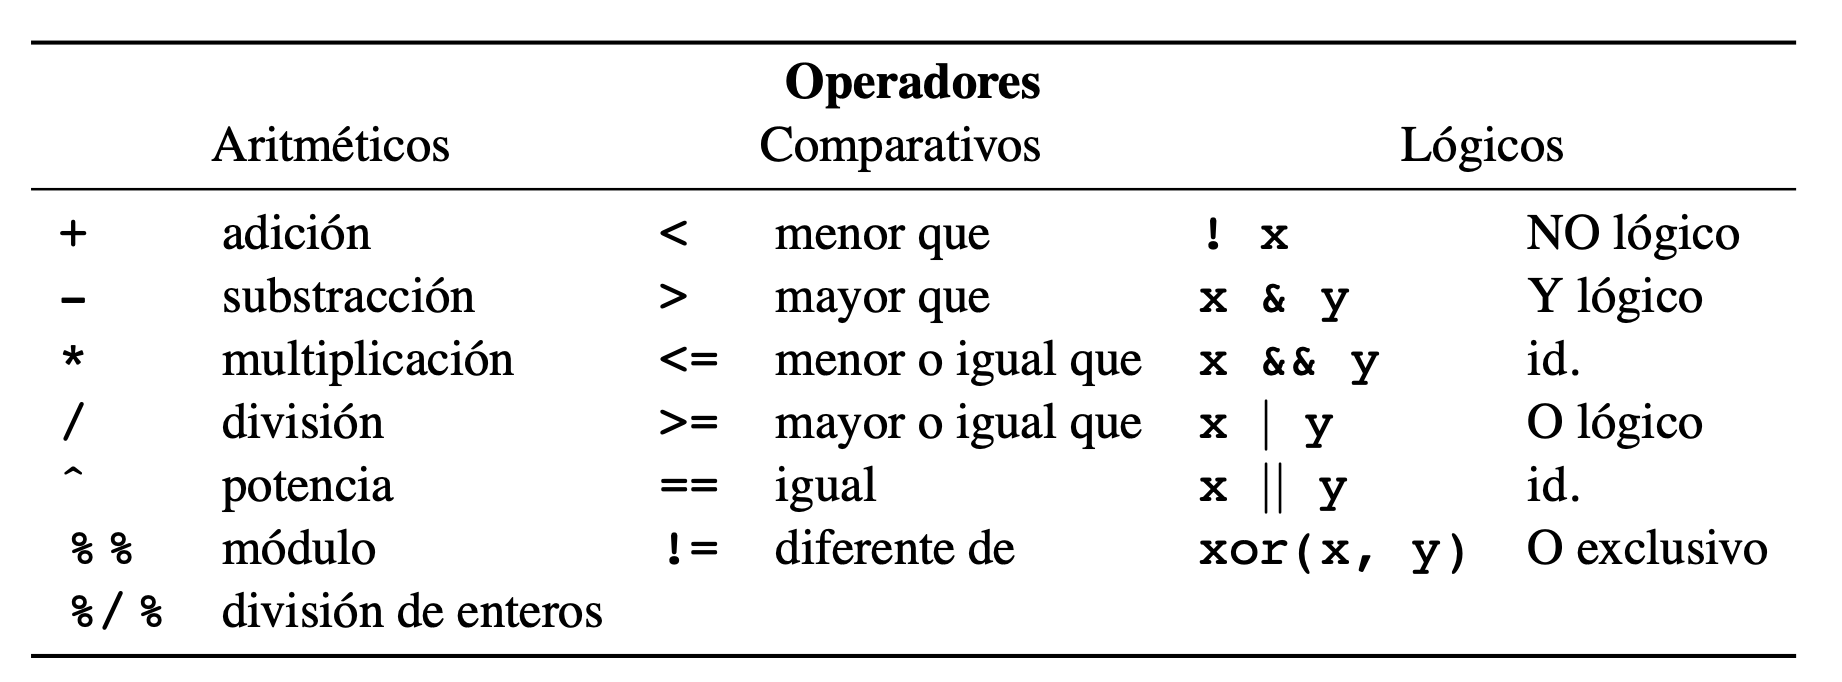 Operadores
Aritméticos Comparativos Lógicos
+ adición < menor que ! x NO lógico
- substracción > mayor que x & y Y lógico
* multiplicación <= menor o igual que x && y id.
/ división >= mayor o igual que x | y O lógico
^ potencia == igual x || y id.
%% módulo != diferente de xor(x, y) O exclusivo
%/% división de enteros